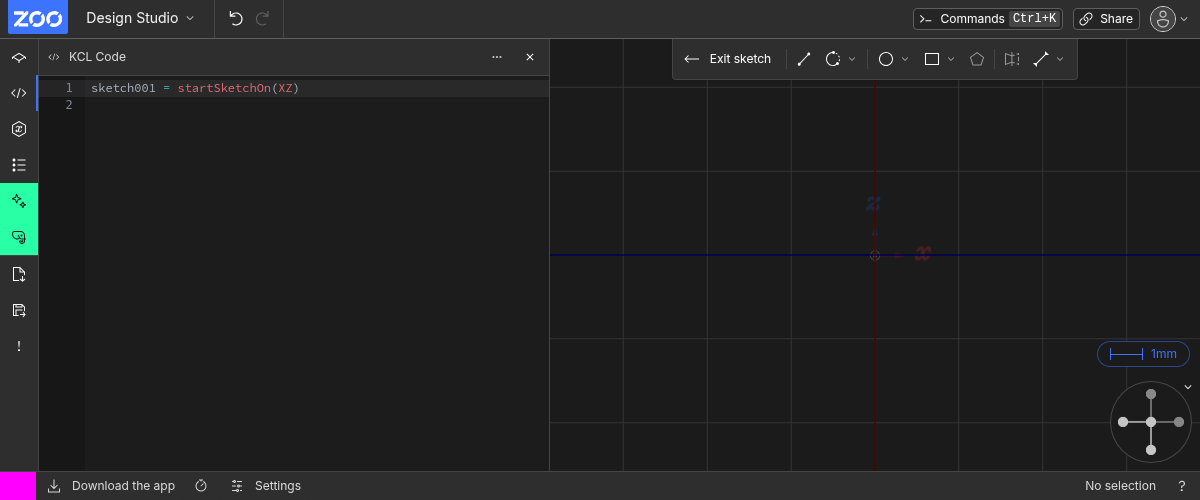 ZOO Design Studio Commands Ctrl+K Share
KCL Code
Exit sketch
1 sketch001 = startSketchOn(XZ)
2
z
x
1mm
Download the app Settings No selection ?